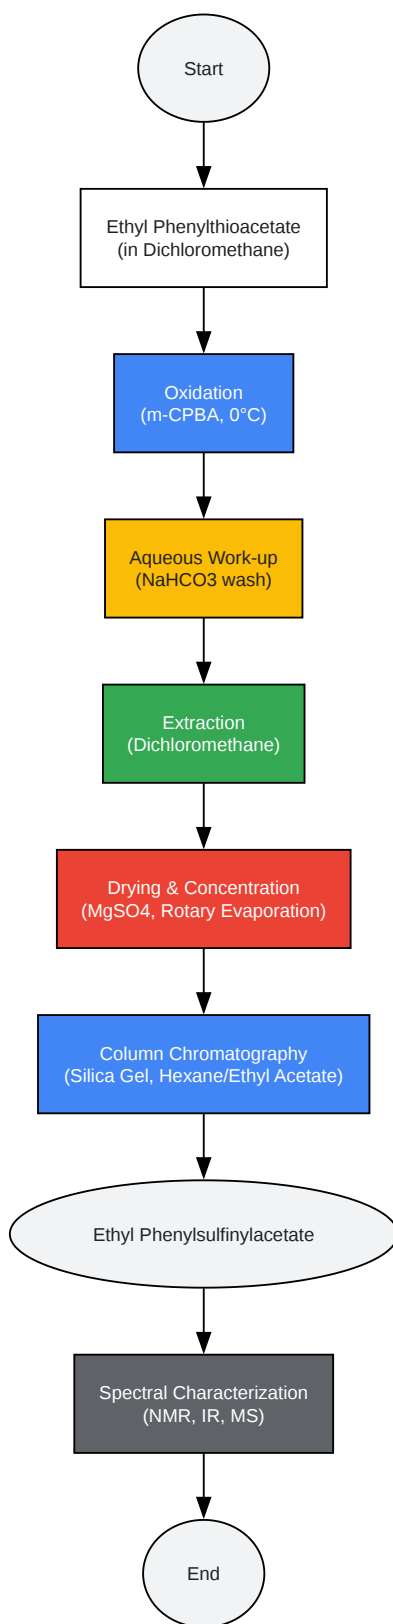 Start
Ethyl Phenylthioacetate
(in Dichloromethane)
Oxidation
(m-CPBA, 0°C)
Aqueous Work-up
(NaHCO3 wash)
Extraction
(Dichloromethane)
Drying & Concentration
(MgSO4, Rotary Evaporation)
Column Chromatography
(Silica Gel, Hexane/Ethyl Acetate)
Ethyl Phenylsulfinylacetate
Spectral Characterization
(NMR, IR, MS)
End